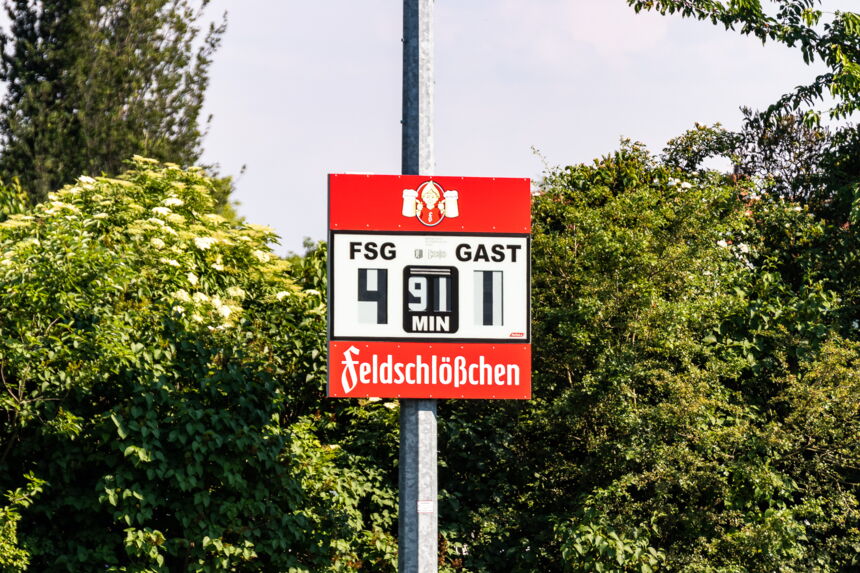 FSG GAST
4 91 1
MIN
Feldschlößchen